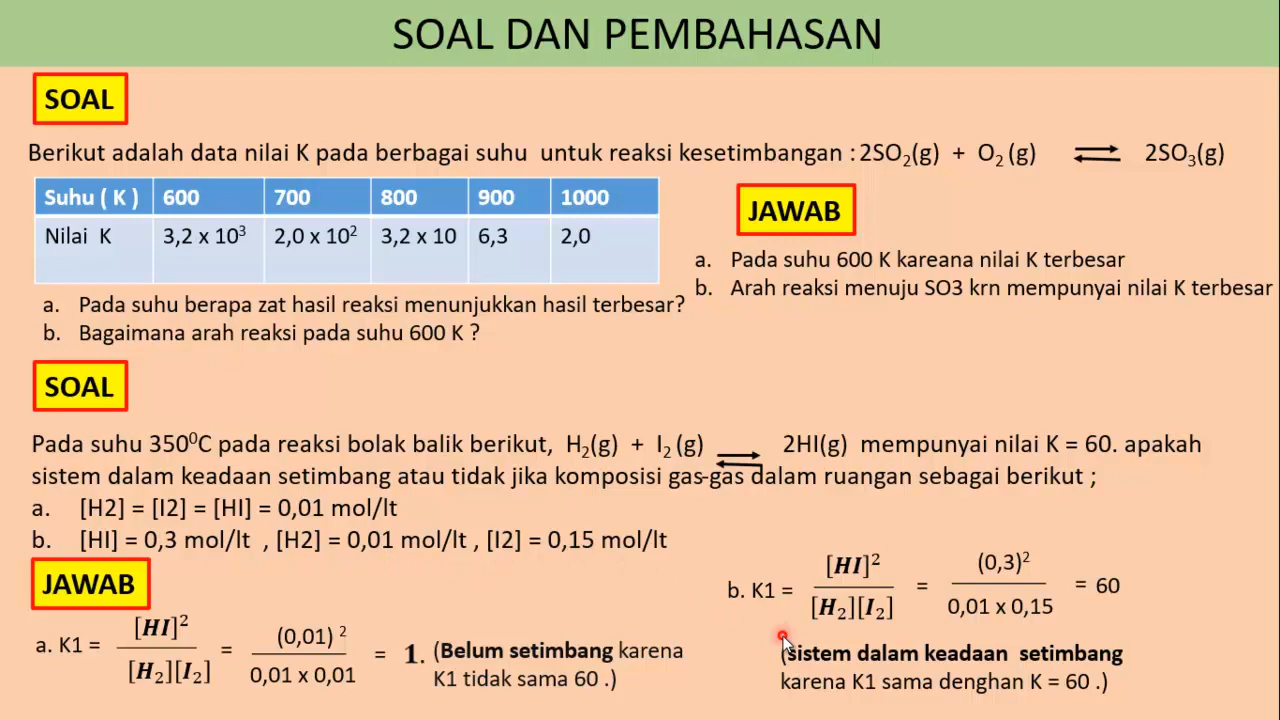 SOAL DAN PEMBAHASAN
SOAL
Berikut adalah data nilai K pada berbagai suhu untuk reaksi kesetimbangan : 2SO₂(g) + O₂ (g) ⇌ 2SO₃(g)
Suhu ( K ) 600 700 800 900 1000
Nilai K 3,2 x 10³ 2,0 x 10² 3,2 x 10 6,3 2,0
a. Pada suhu berapa zat hasil reaksi menunjukkan hasil terbesar?
b. Bagaimana arah reaksi pada suhu 600 K ?
JAWAB
a. Pada suhu 600 K kareana nilai K terbesar
b. Arah reaksi menuju SO3 krn mempunyai nilai K terbesar
SOAL
Pada suhu 350⁰C pada reaksi bolak balik berikut, H₂(g) + I₂ (g) ⇌ 2HI(g) mempunyai nilai K = 60. apakah
sistem dalam keadaan setimbang atau tidak jika komposisi gas-gas dalam ruangan sebagai berikut ;
a. [H2] = [I2] = [HI] = 0,01 mol/lt
b. [HI] = 0,3 mol/lt , [H2] = 0,01 mol/lt , [I2] = 0,15 mol/lt
JAWAB
a. K1 = [HI]² / [H₂][I₂] = (0,01) ² / 0,01 x 0,01 = 1. (Belum setimbang karena
K1 tidak sama 60 .)
b. K1 = [HI]² / [H₂][I₂] = (0,3)² / 0,01 x 0,15 = 60
(sistem dalam keadaan setimbang
karena K1 sama denghan K = 60 .)